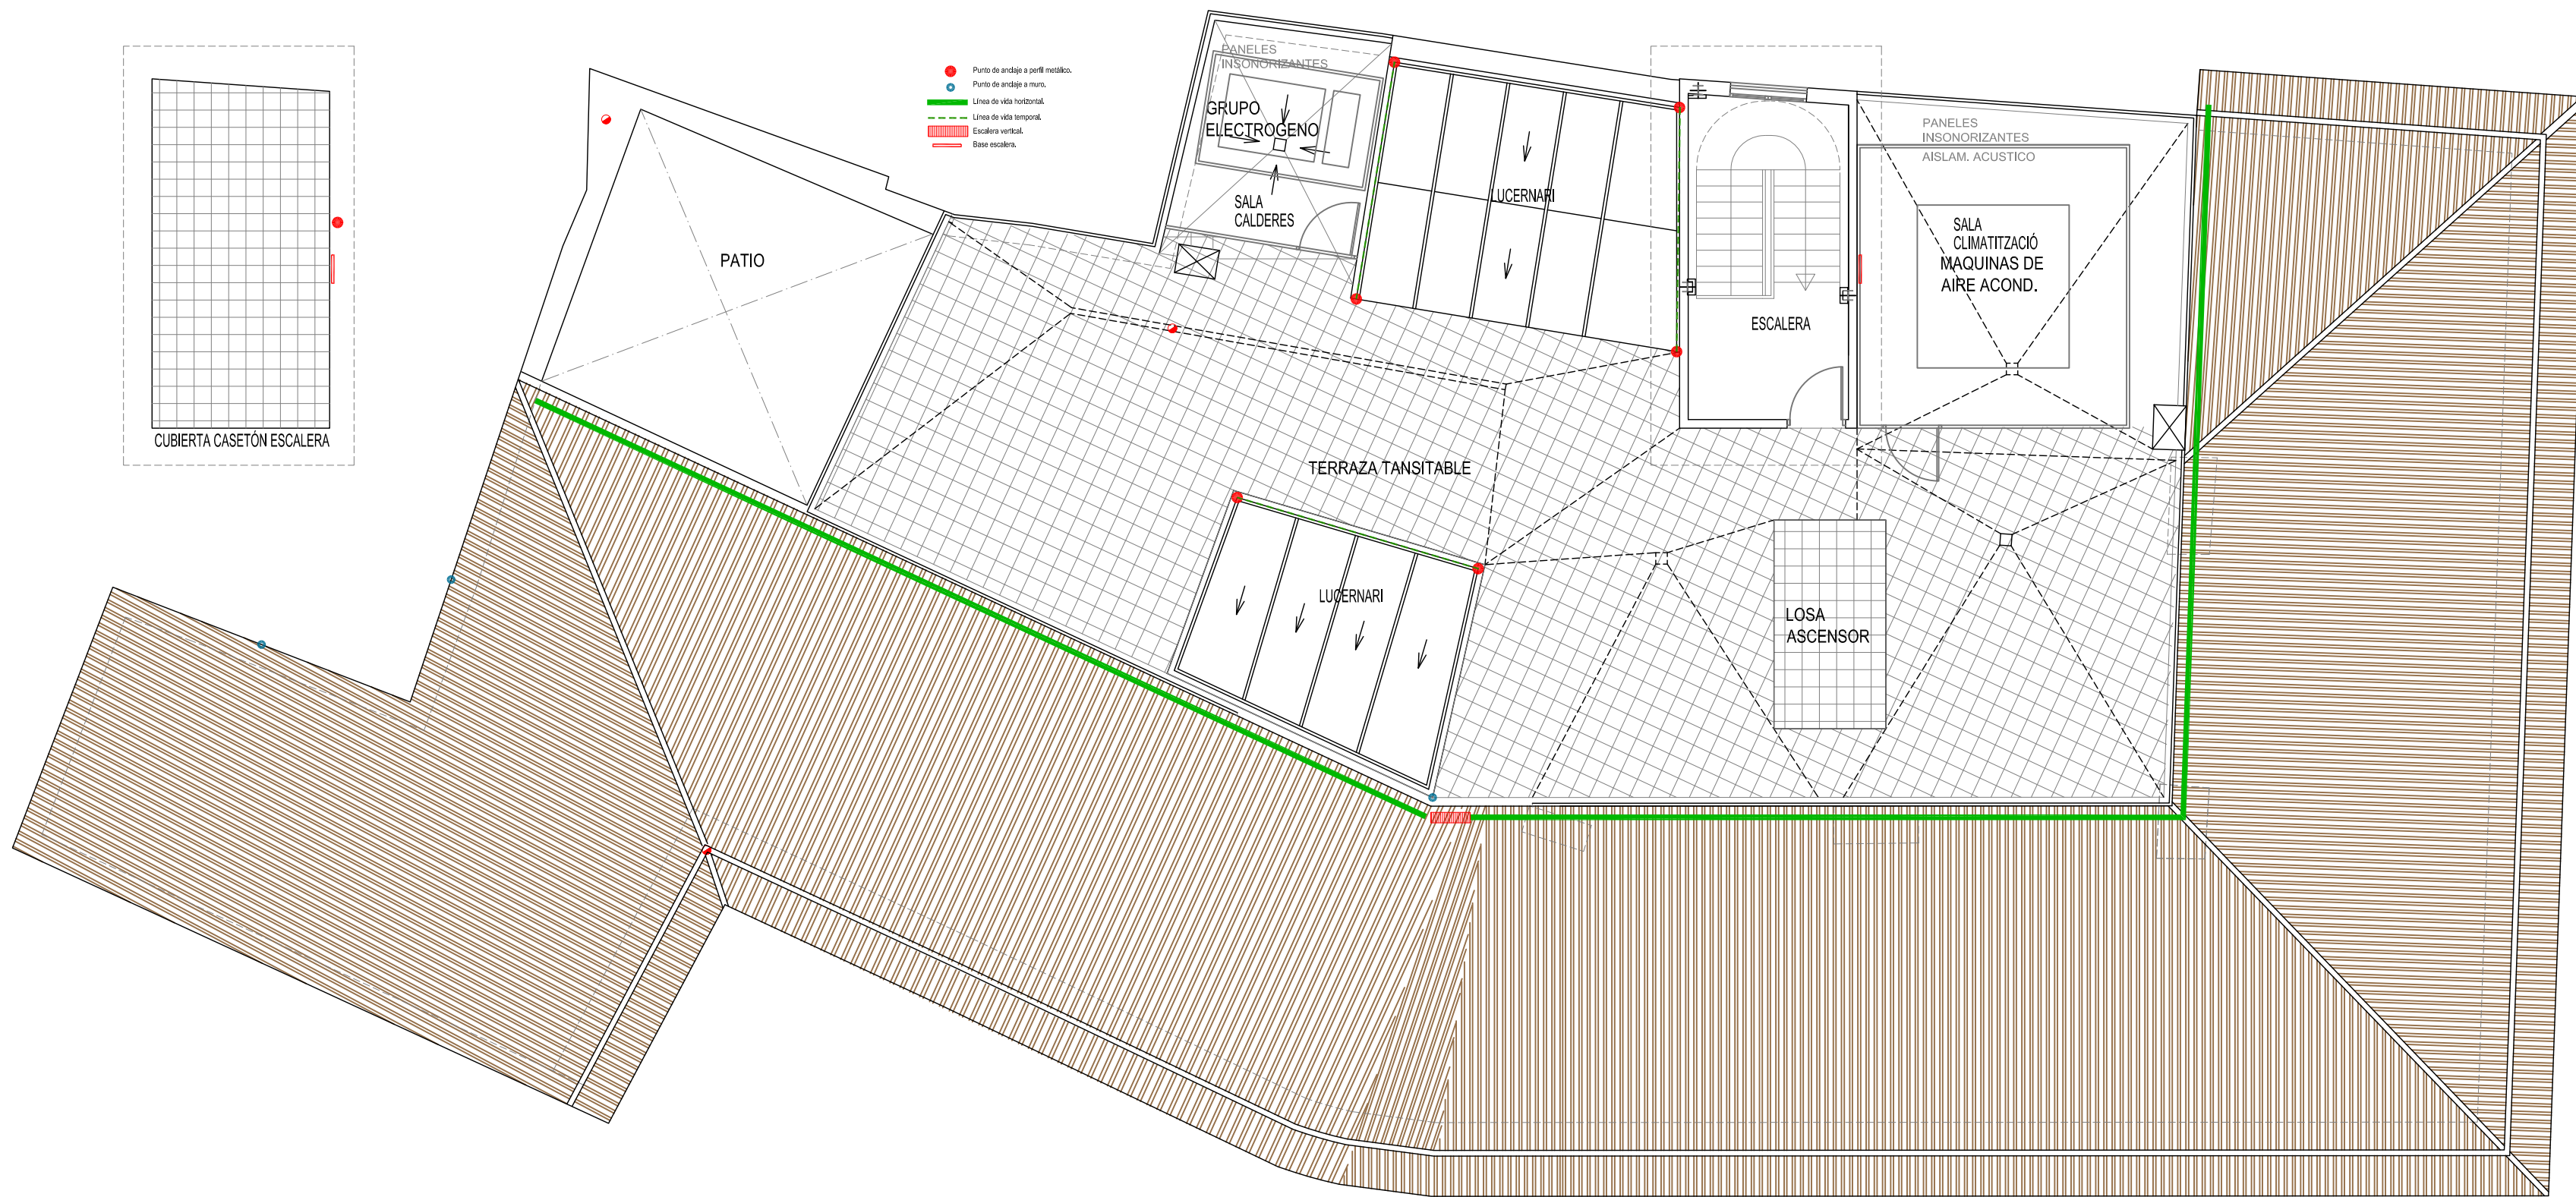 PANELES
INSONORIZANTES
Punto de anclaje a perfil metálico.
Punto de anclaje a muro.
Línea de vida horizontal.
Línea de vida temporal.
Escalera vertical.
Base escalera.
GRUPO
ELECTROGENO
PANELES
INSONORIZANTES
AISLAM. ACUSTICO
SALA
CALDERES
LUCERNARI
SALA
CLIMATITZACIÓ
MAQUINAS DE
AIRE ACOND.
PATIO
ESCALERA
CUBIERTA CASETÓN ESCALERA
TERRAZA TANSITABLE
LUCERNARI
LOSA
ASCENSOR